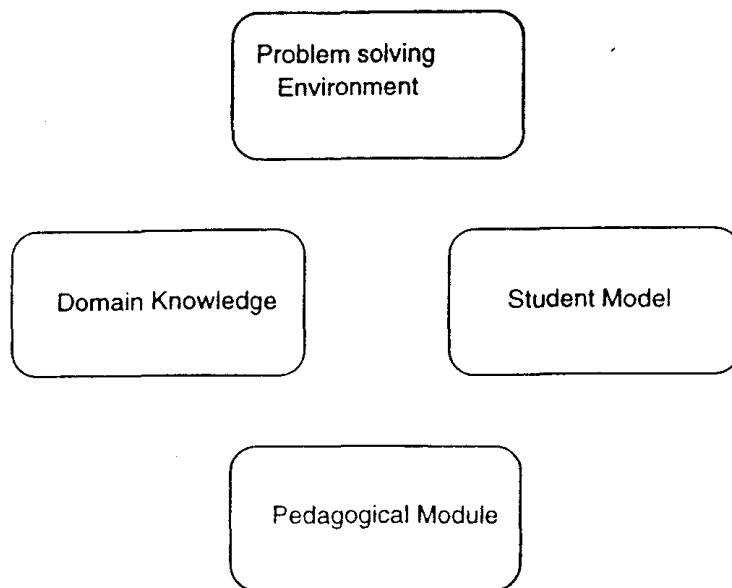 Problem solving
Environment
Domain Knowledge
Student Model
Pedagogical Module